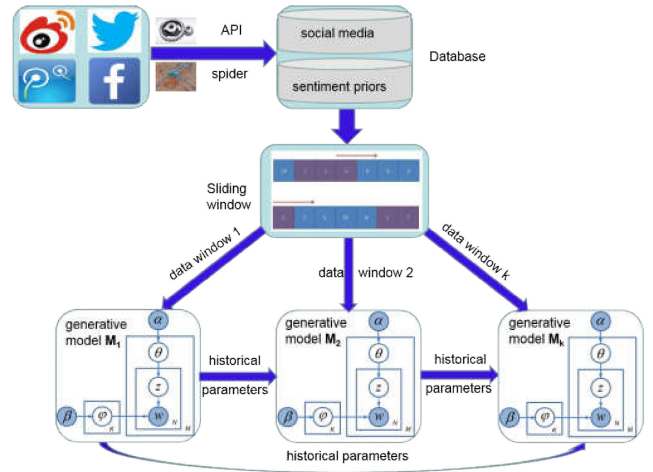 API
spider
social media
sentiment priors
Database
Sliding
window
data window 1
data window 2
data window k
generative
model M1
α
θ
z
β
φ
w
K
N
M
historical
parameters
generative
model M2
α
θ
z
β
φ
w
K
N
M
historical
parameters
generative
model Mk
α
θ
z
β
φ
w
K
N
M
historical parameters